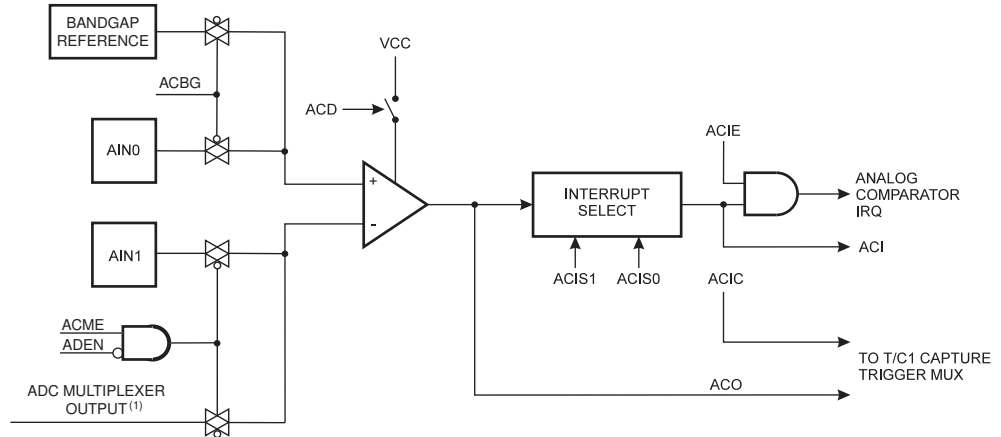 BANDGAP
REFERENCE
ACBG
AIN0
VCC
ACD
+
-
INTERRUPT
SELECT
ACIS1
ACIS0
ACIE
ANALOG
COMPARATOR
IRQ
ACI
ACIC
AIN1
ACME
ADEN
ADC MULTIPLEXER
OUTPUT(1)
TO T/C1 CAPTURE
TRIGGER MUX
ACO